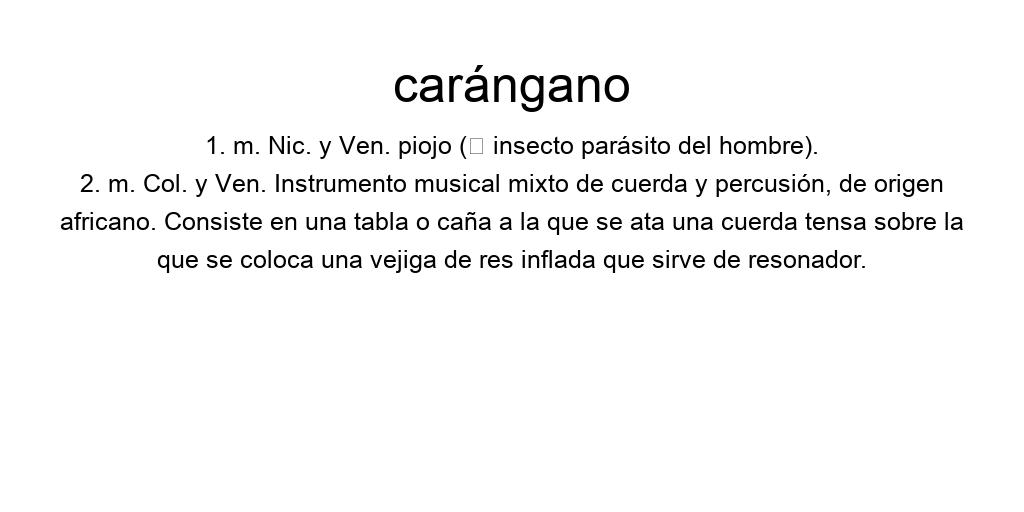 carángano
1. m. Nic. y Ven. piojo (□ insecto parásito del hombre).
2. m. Col. y Ven. Instrumento musical mixto de cuerda y percusión, de origen
africano. Consiste en una tabla o caña a la que se ata una cuerda tensa sobre la
que se coloca una vejiga de res inflada que sirve de resonador.